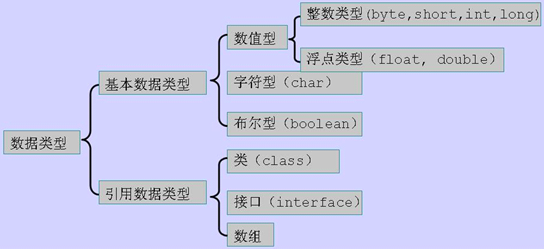 整数类型(byte,short,int,long)
数值型
浮点类型（float, double）
基本数据类型
字符型（char）
布尔型（boolean）
数据类型
类（class）
引用数据类型
接口（interface）
数组